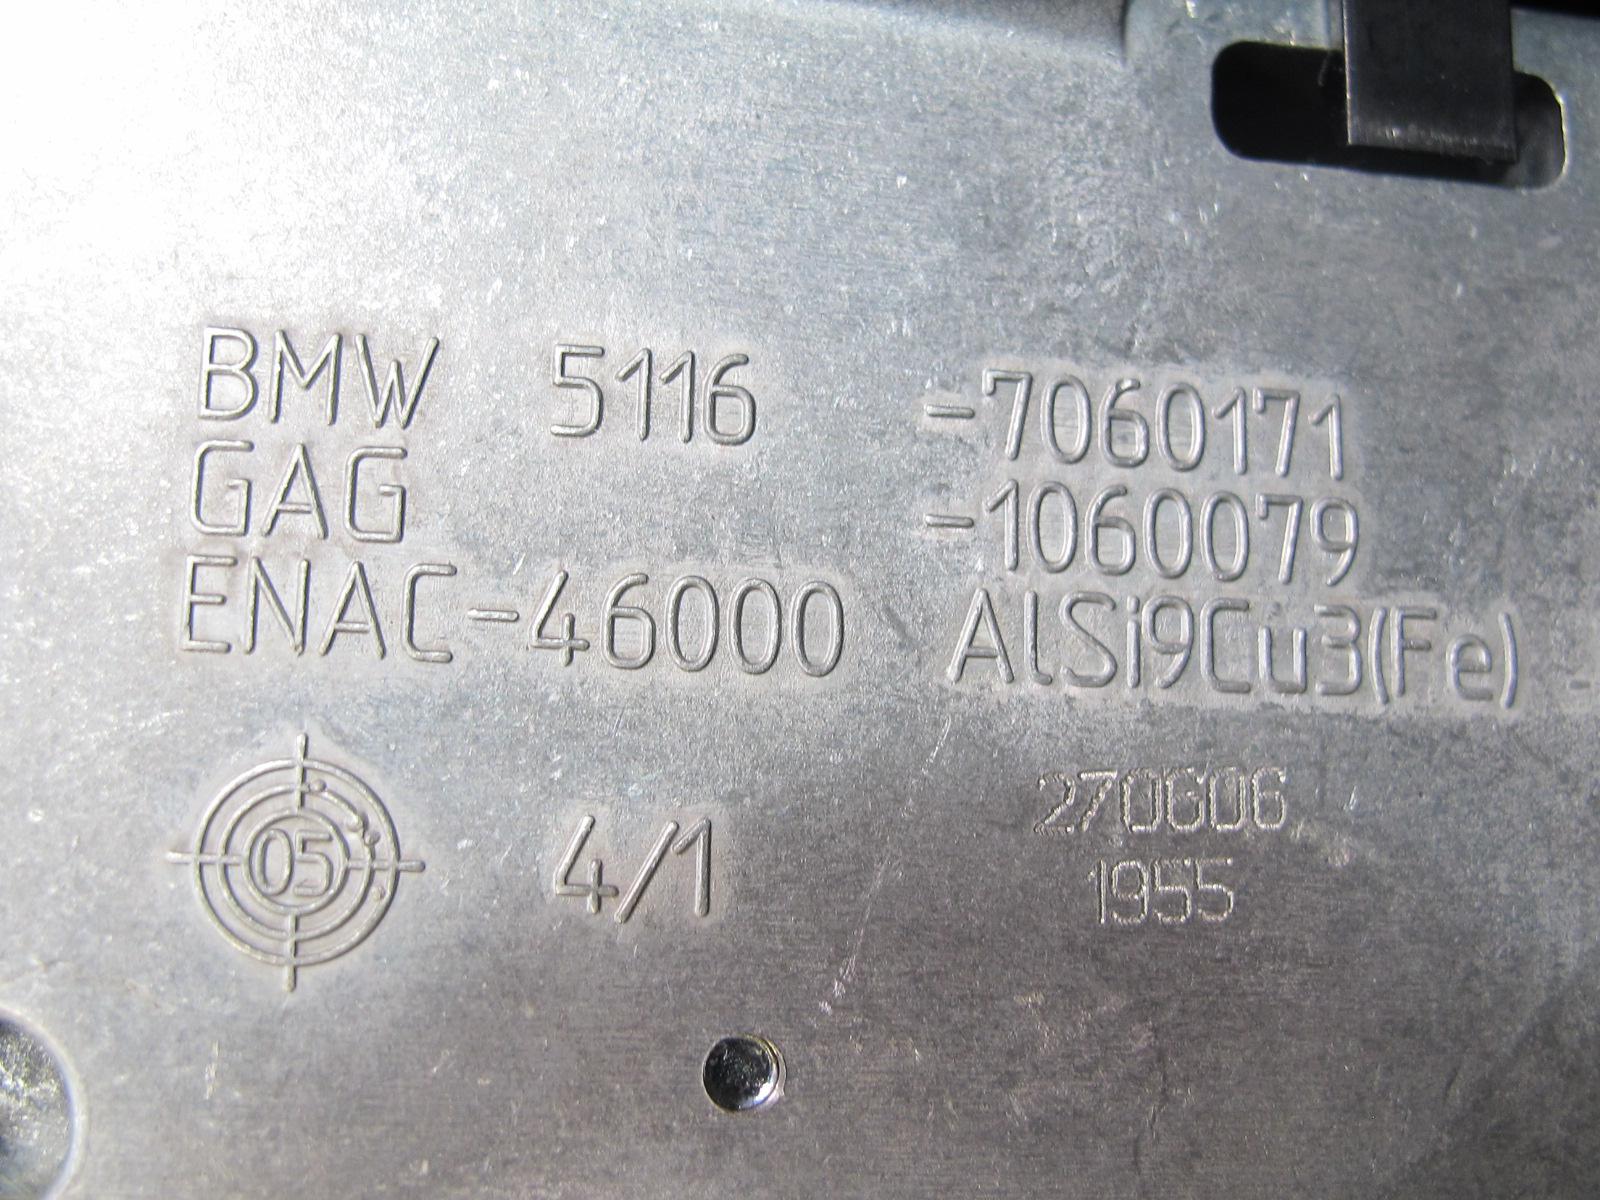 BMW 5116 -7060171
GAG -1060079
ENAC-46000 AlSi9Cu3(Fe)
05 4/1 270606
1955